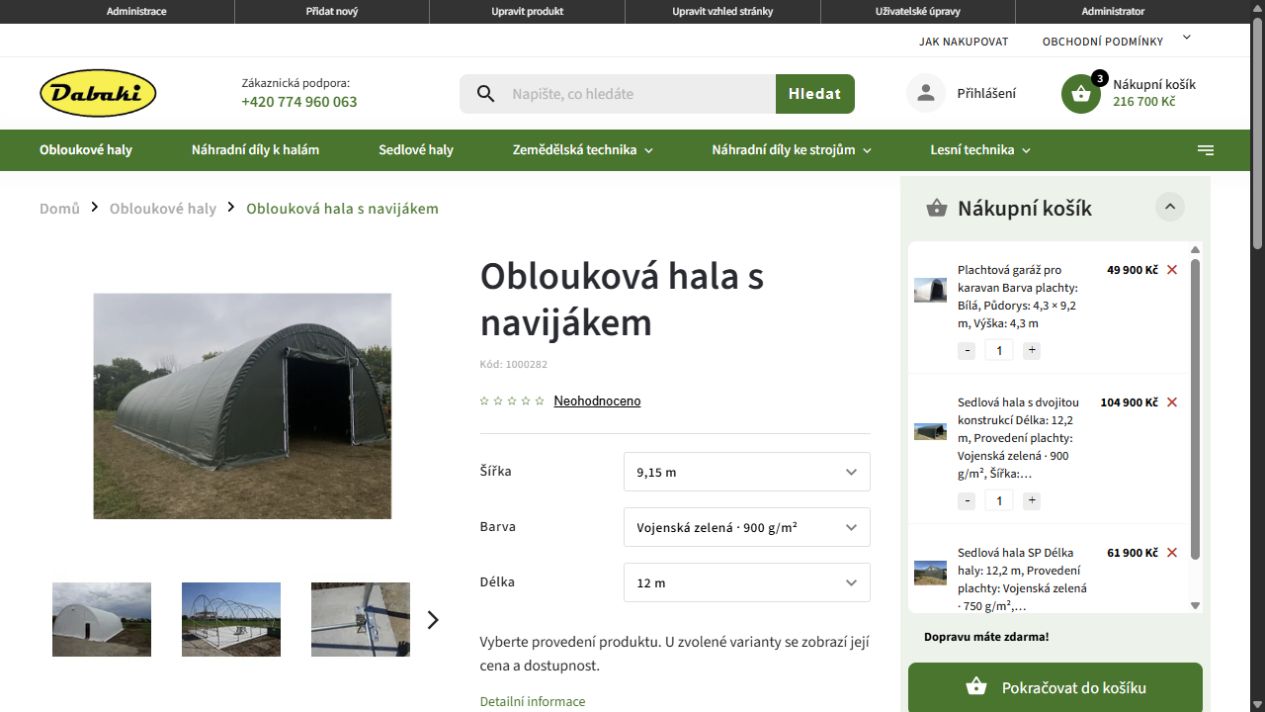 Administrace
Přidat nový
Upravit produkt
Upravit vzhled stránky
Uživatelské úpravy
Administrator
JAK NAKUPOVAT
OBCHODNÍ PODMÍNKY
Dabaki
Zákaznická podpora:
+420 774 960 063
Napište, co hledáte
Hledat
Přihlášení
3
Nákupní košík
216 700 Kč
Obloukové haly
Náhradní díly k halám
Sedlové haly
Zemědělská technika
Náhradní díly ke strojům
Lesní technika
Domů
Obloukové haly
Oblouková hala s navijákem
Oblouková hala s
navijákem
Kód: 1000282
Neohodnoceno
Šířka
9,15 m
Barva
Vojenská zelená · 900 g/m²
Délka
12 m
Vyberte provedení produktu. U zvolené varianty se zobrazí její
cena a dostupnost.
Detailní informace
Nákupní košík
Plachtová garáž pro
karavan Barva plachty:
Bílá, Půdorys: 4,3 × 9,2
m, Výška: 4,3 m
49 900 Kč
- 1 +
Sedlová hala s dvojitou
konstrukcí Délka: 12,2
m, Provedení plachty:
Vojenská zelená · 900
g/m², Šířka:…
104 900 Kč
- 1 +
Sedlová hala SP Délka
haly: 12,2 m, Provedení
plachty: Vojenská zelená
· 750 g/m²,…
61 900 Kč
Dopravu máte zdarma!
Pokračovat do košíku